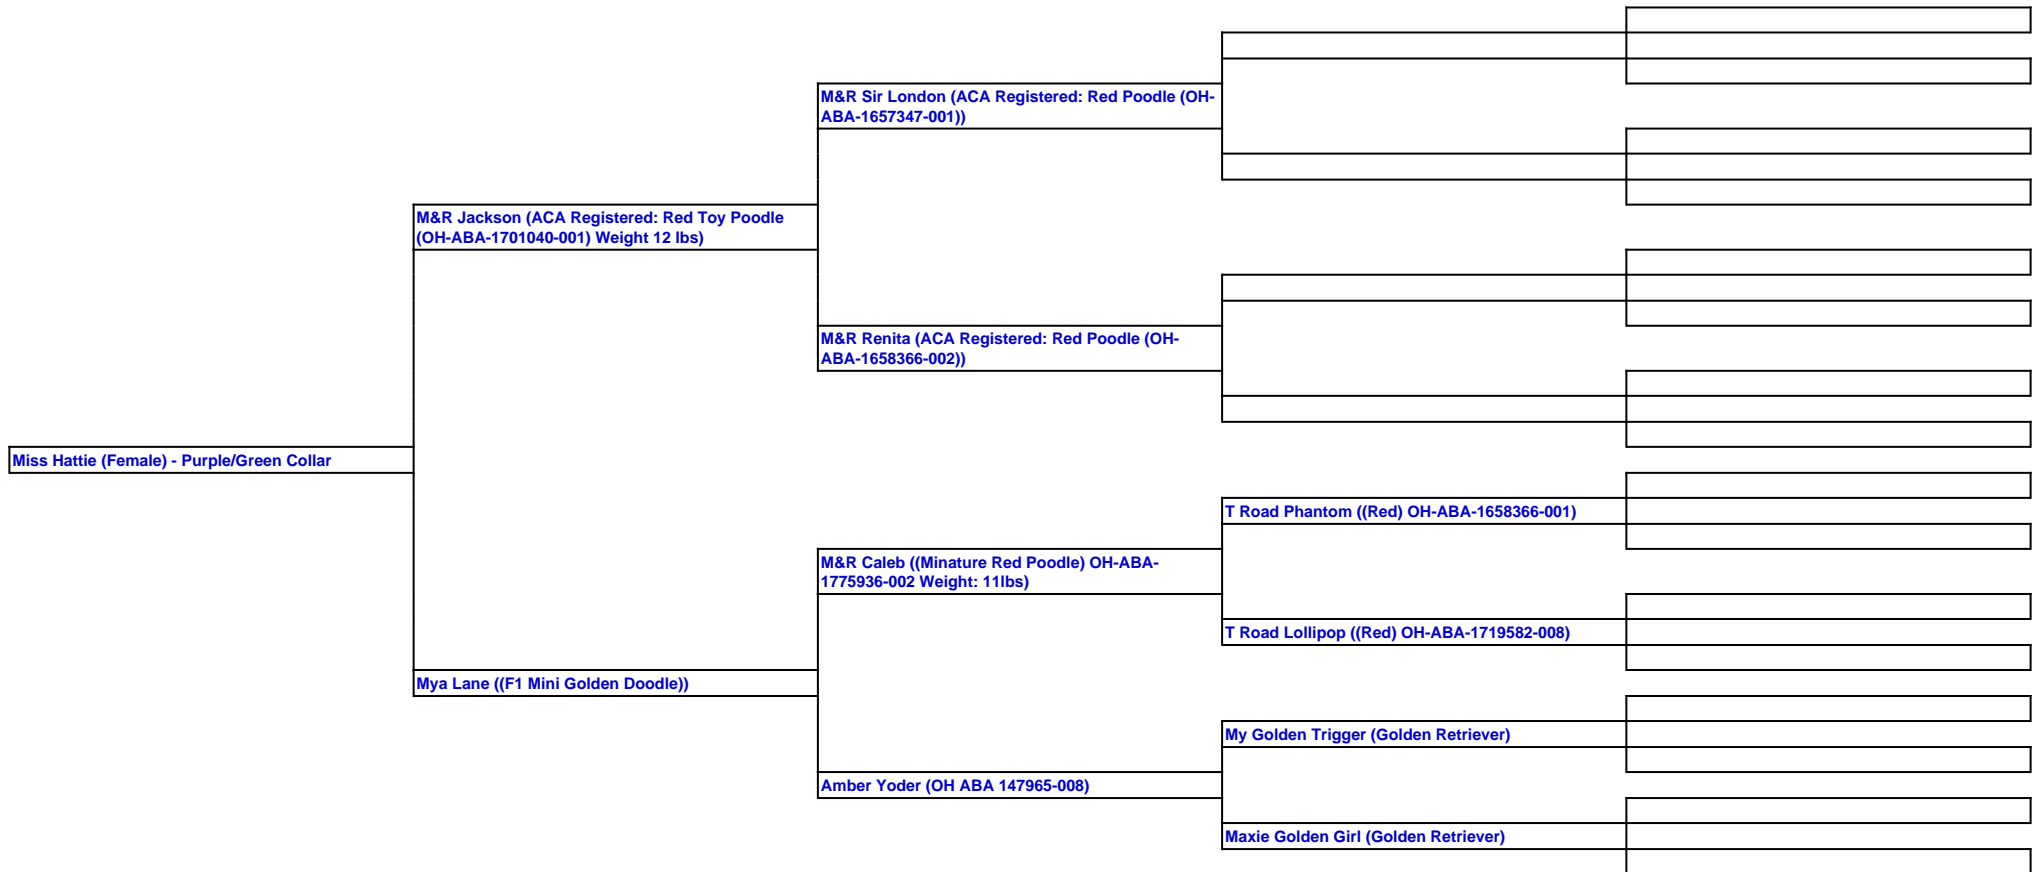 M&R Sir London (ACA Registered: Red Poodle (OH-
ABA-1657347-001))
M&R Jackson (ACA Registered: Red Toy Poodle
(OH-ABA-1701040-001) Weight 12 lbs)
M&R Renita (ACA Registered: Red Poodle (OH-
ABA-1658366-002))
Miss Hattie (Female) - Purple/Green Collar
T Road Phantom ((Red) OH-ABA-1658366-001)
M&R Caleb ((Minature Red Poodle) OH-ABA-
1775936-002 Weight: 11lbs)
T Road Lollipop ((Red) OH-ABA-1719582-008)
Mya Lane ((F1 Mini Golden Doodle))
My Golden Trigger (Golden Retriever)
Amber Yoder (OH ABA 147965-008)
Maxie Golden Girl (Golden Retriever)